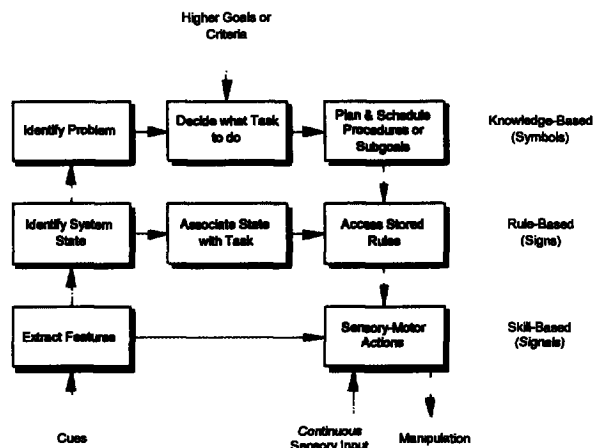 Higher Goals or
Criteria
Identify Problem
Decide what Task
to do
Plan & Schedule
Procedures or
Subgoals
Knowledge-Based
(Symbols)
Identify System
State
Associate State
with Task
Access Stored
Rules
Rule-Based
(Signs)
Extract Features
Sensory-Motor
Actions
Skill-Based
(Signals)
Cues
Continuous
Sensory Input
Manipulation